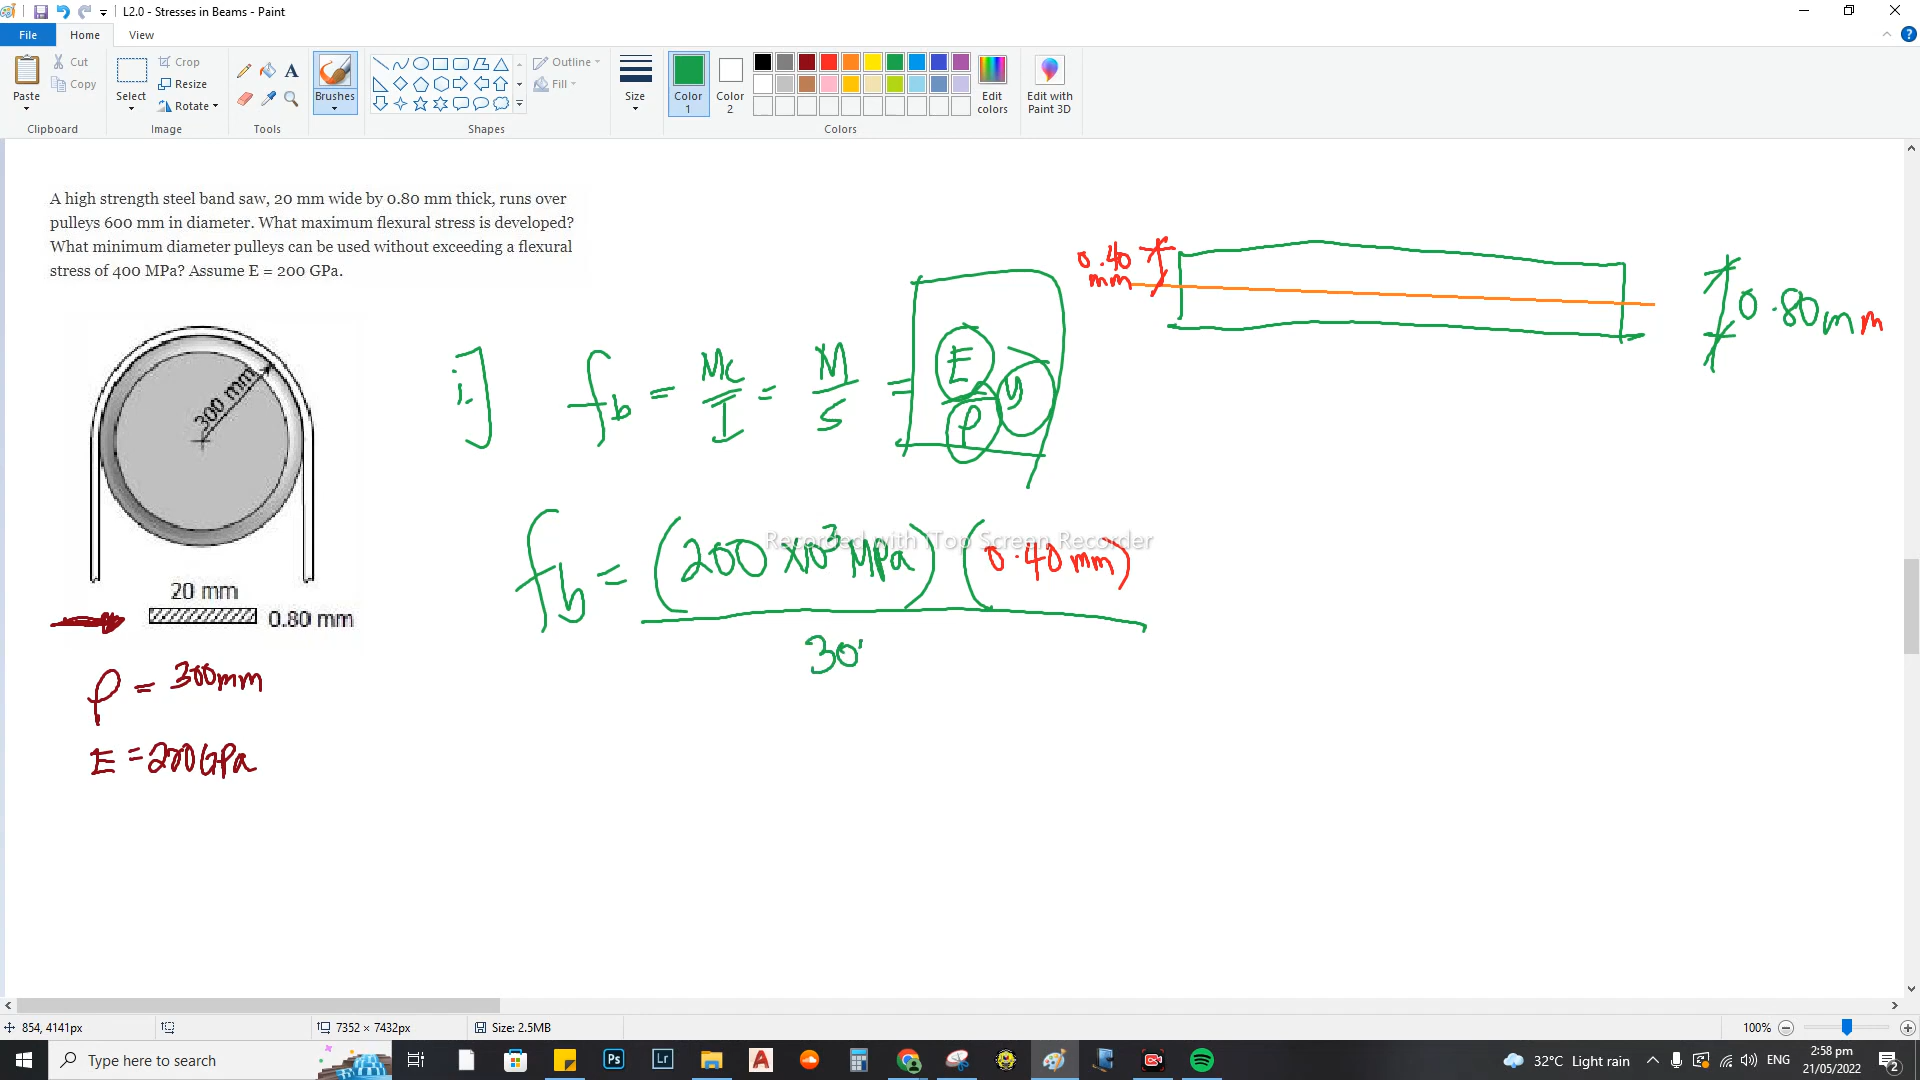 L2.0 - Stresses in Beams - Paint
File Home View
Paste Cut Copy Clipboard
Select Crop Resize Rotate Image
A Tools
Brushes
Shapes
Outline Fill
Size
Color 1 Color 2
Colors
Edit colors
Edit with Paint 3D
A high strength steel band saw, 20 mm wide by 0.80 mm thick, runs over
pulleys 600 mm in diameter. What maximum flexural stress is developed?
What minimum diameter pulleys can be used without exceeding a flexural
stress of 400 MPa? Assume E = 200 GPa.
0.40
mm
0.80mm
300 mm
i.] fb = Mc/I = M/S = E/ρ y
fb = (200 x10³ MPa) (0.40 mm)
30
Recorded with iTop Screen Recorder
20 mm
0.80 mm
ρ = 300mm
E = 200GPa
854, 4141px
7352 × 7432px
Size: 2.5MB
100%
Type here to search
Ps
Lr
A
32°C Light rain
ENG
2:58 pm
21/05/2022
2